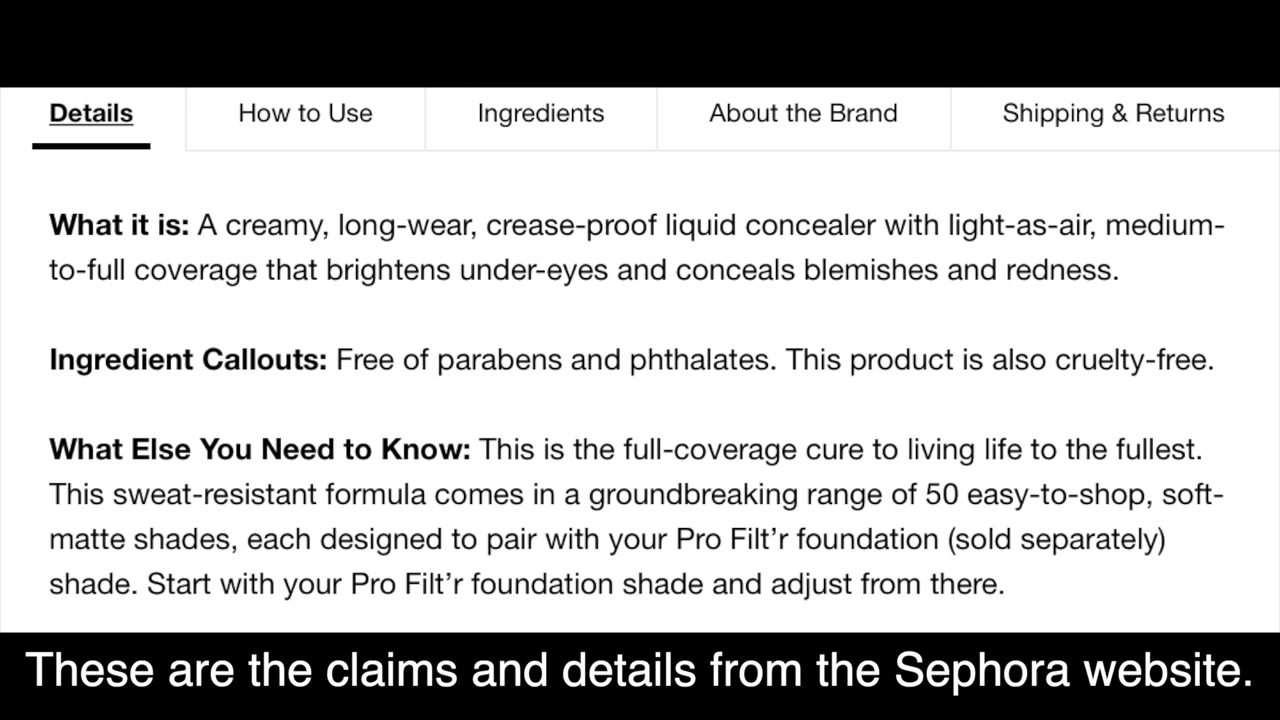 Details
How to Use
Ingredients
About the Brand
Shipping & Returns
What it is: A creamy, long-wear, crease-proof liquid concealer with light-as-air, medium-
to-full coverage that brightens under-eyes and conceals blemishes and redness.
Ingredient Callouts: Free of parabens and phthalates. This product is also cruelty-free.
What Else You Need to Know: This is the full-coverage cure to living life to the fullest.
This sweat-resistant formula comes in a groundbreaking range of 50 easy-to-shop, soft-
matte shades, each designed to pair with your Pro Filt’r foundation (sold separately)
shade. Start with your Pro Filt’r foundation shade and adjust from there.
These are the claims and details from the Sephora website.